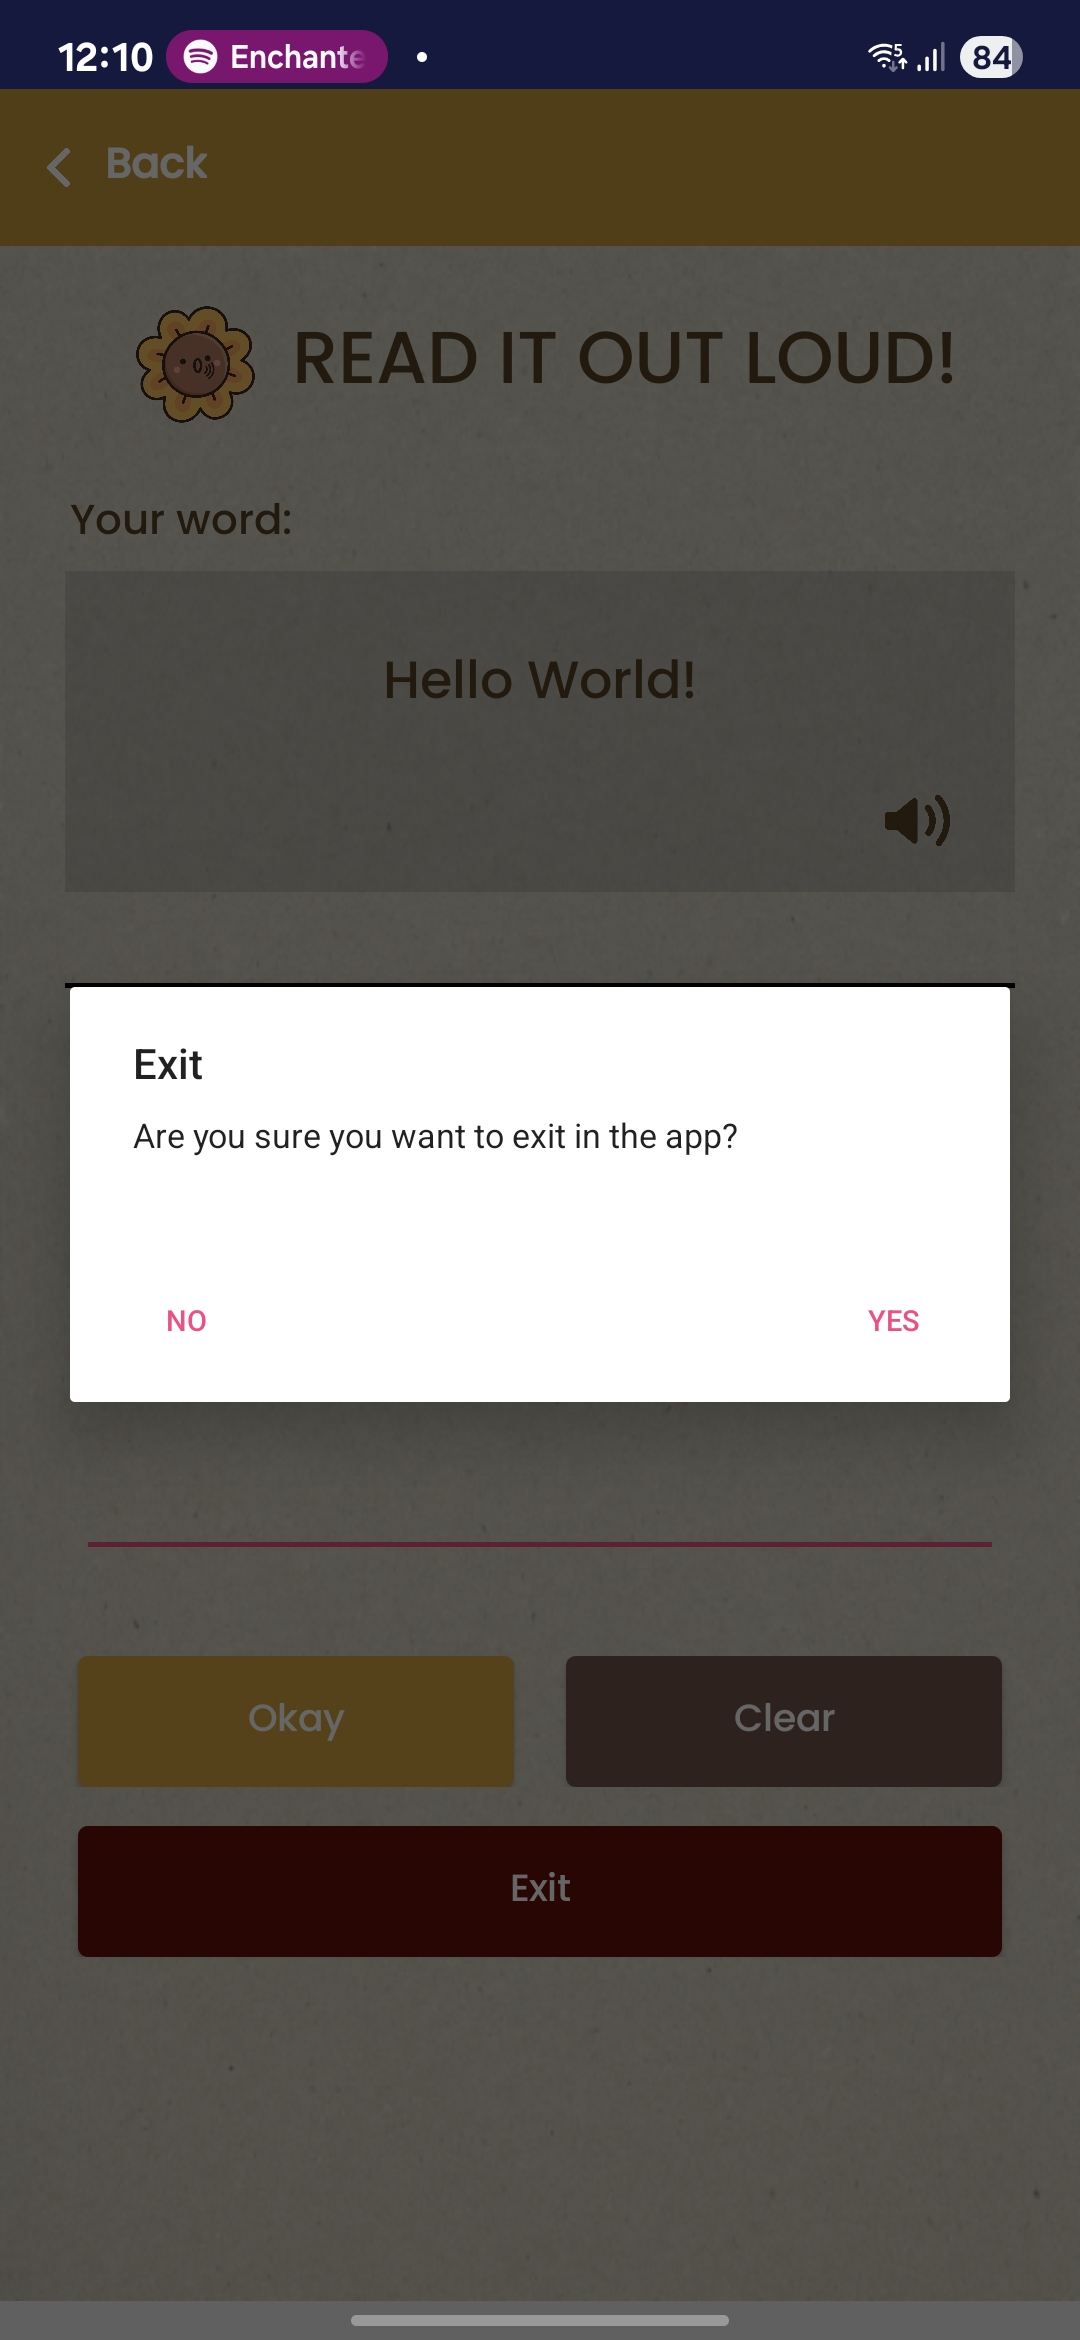 12:10 Enchante 84
Back
READ IT OUT LOUD!
Your word:
Hello World!
Exit
Are you sure you want to exit in the app?
NO YES
Okay Clear
Exit